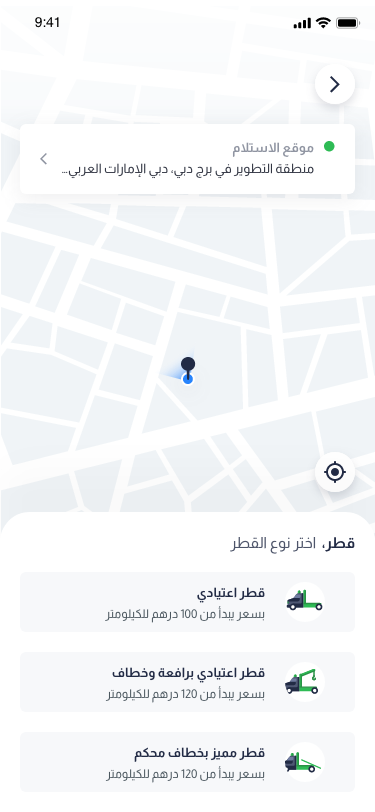 9:41
موقع الاستلام
منطقة التطوير في برج دبي، دبي الإمارات العربي...
قطر، اختر نوع القطر
قطر اعتيادي
بسعر يبدأ من 100 درهم للكيلومتر
قطر اعتيادي برافعة وخطاف
بسعر يبدأ من 120 درهم للكيلومتر
قطر مميز بخطاف محكم
بسعر يبدأ من 120 درهم للكيلومتر